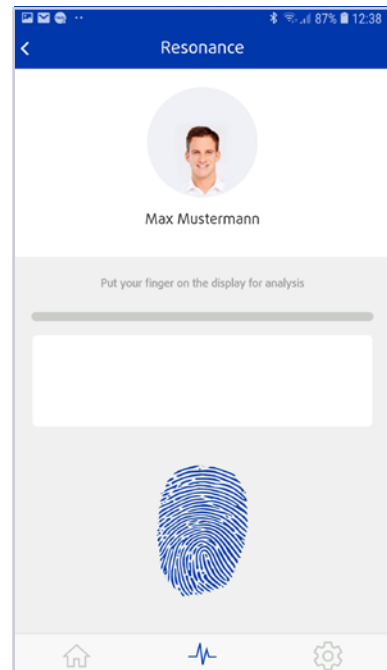 87% 12:38
Resonance
Max Mustermann
Put your finger on the display for analysis